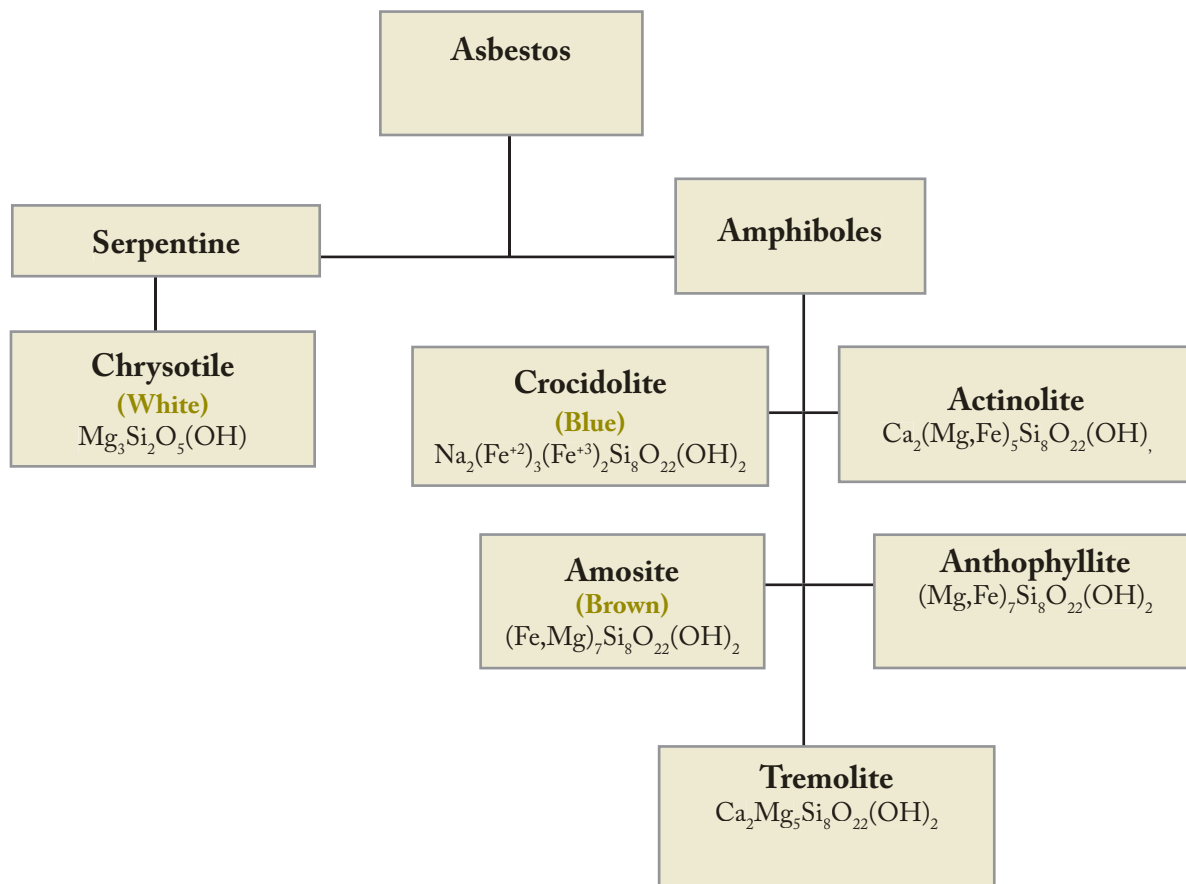 Asbestos
Serpentine
Amphiboles
Chrysotile
(White)
Mg₃Si₂O₅(OH)
Crocidolite
(Blue)
Na₂(Fe⁺²)₃(Fe⁺³)₂Si₈O₂₂(OH)₂
Actinolite
Ca₂(Mg,Fe)₅Si₈O₂₂(OH),
Amosite
(Brown)
(Fe,Mg)₇Si₈O₂₂(OH)₂
Anthophyllite
(Mg,Fe)₇Si₈O₂₂(OH)₂
Tremolite
Ca₂Mg₅Si₈O₂₂(OH)₂